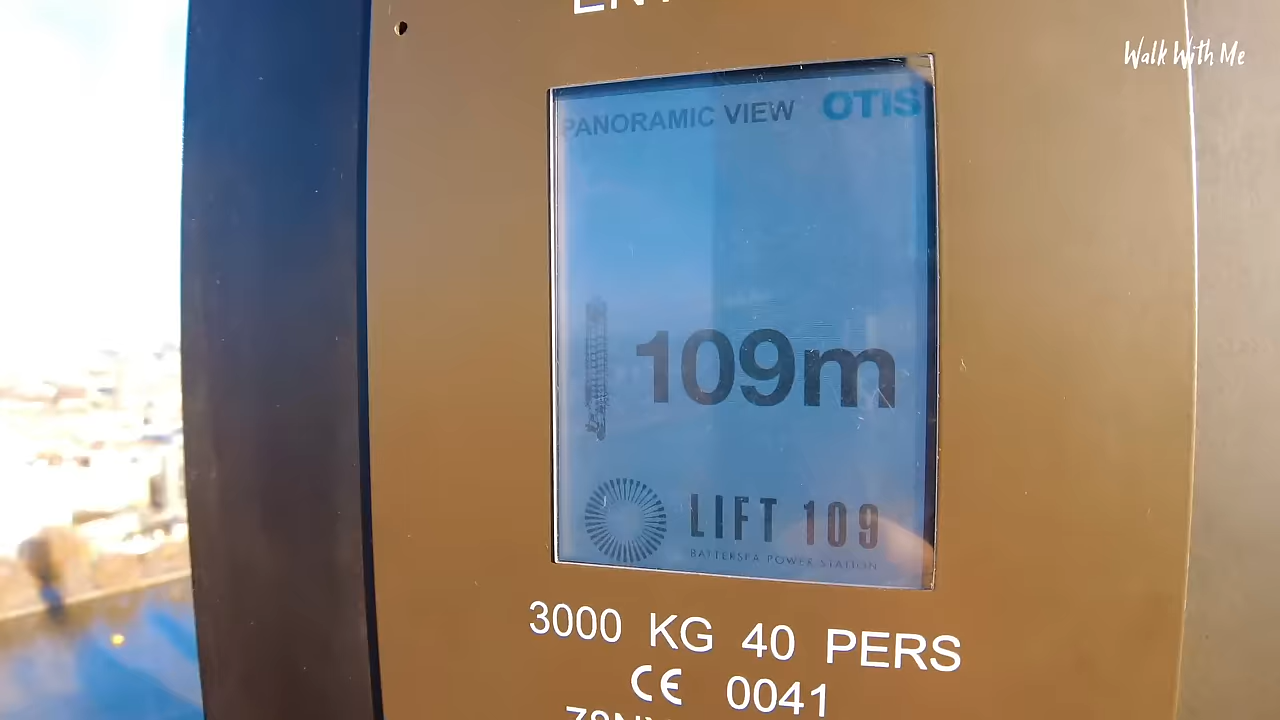 Walk With Me
PANORAMIC VIEW OTIS
109m
LIFT 109
BATTERSEA POWER STATION
3000 KG 40 PERS
CE 0041